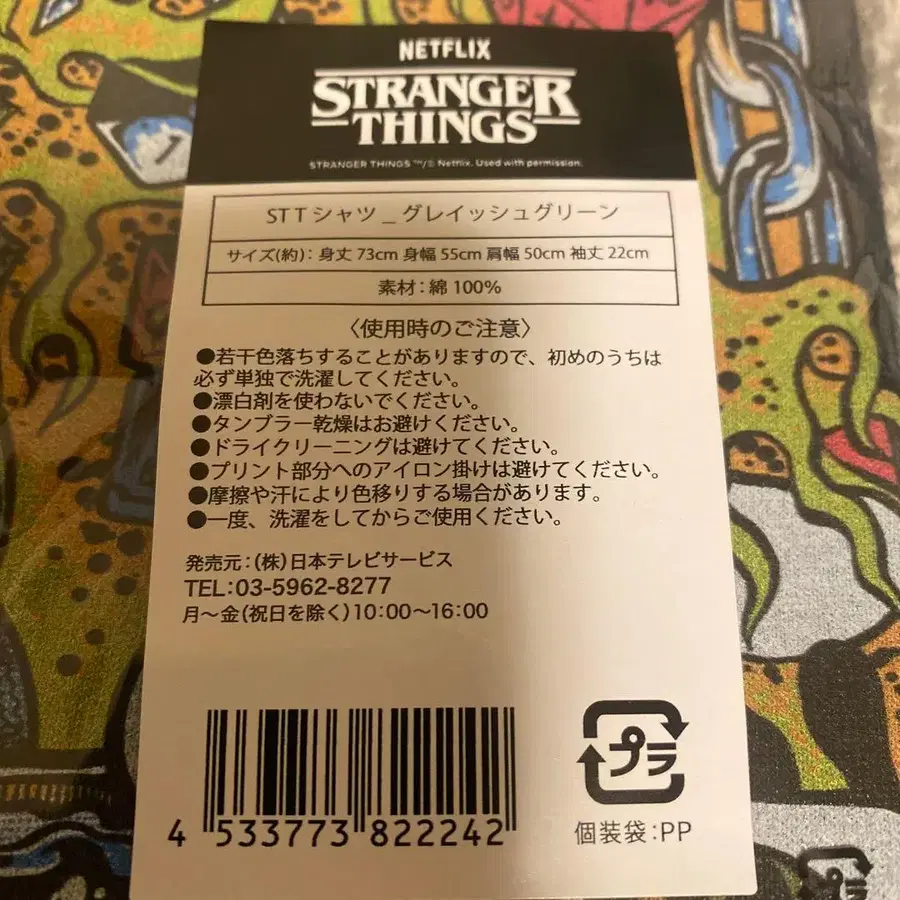 NETFLIX
STRANGER
THINGS
STRANGER THINGS ™/© Netflix. Used with permission.
ST Tシャツ _ グレイッシュグリーン
サイズ(約)：身丈 73cm 身幅 55cm 肩幅 50cm 袖丈 22cm
素材：綿 100%
〈使用時のご注意〉
●若干色落ちすることがありますので、初めのうちは
必ず単独で洗濯してください。
●漂白剤を使わないでください。
●タンブラー乾燥はお避けください。
●ドライクリーニングは避けてください。
●プリント部分へのアイロン掛けは避けてください。
●摩擦や汗により色移りする場合があります。
●一度、洗濯をしてからご使用ください。
発売元：(株)日本テレビサービス
TEL:03-5962-8277
月～金(祝日を除く)10:00～16:00
4 533773 822242
プラ
個装袋：PP
プラ